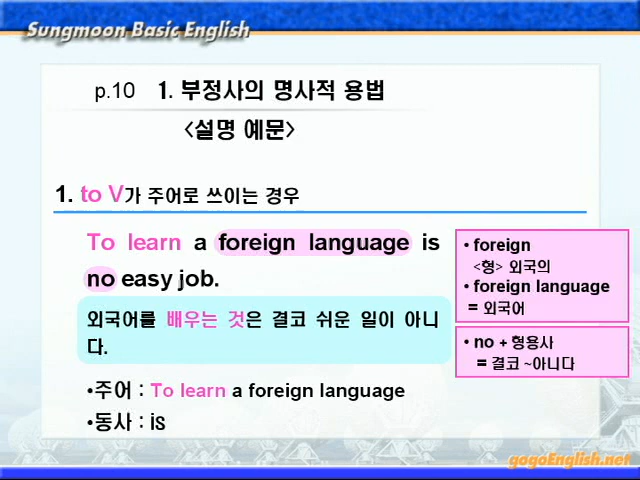 Sungmoon Basic English
p.10 1. 부정사의 명사적 용법
<설명 예문>
1. to V가 주어로 쓰이는 경우
To learn a foreign language is
no easy job.
외국어를 배우는 것은 결코 쉬운 일이 아니
다.
•주어 : To learn a foreign language
•동사 : is
• foreign
<형> 외국의
• foreign language
= 외국어
• no + 형용사
= 결코 ~아니다
gogoEnglish.net